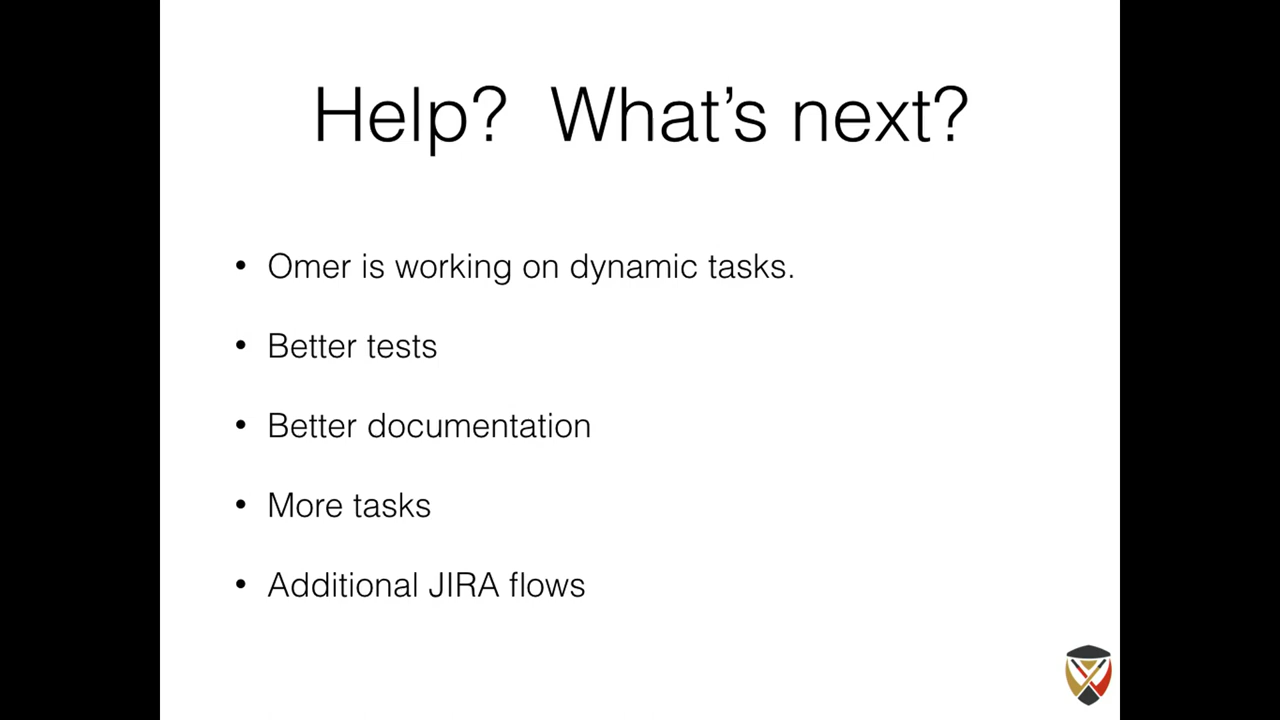 Help? What's next?
• Omer is working on dynamic tasks.
• Better tests
• Better documentation
• More tasks
• Additional JIRA flows